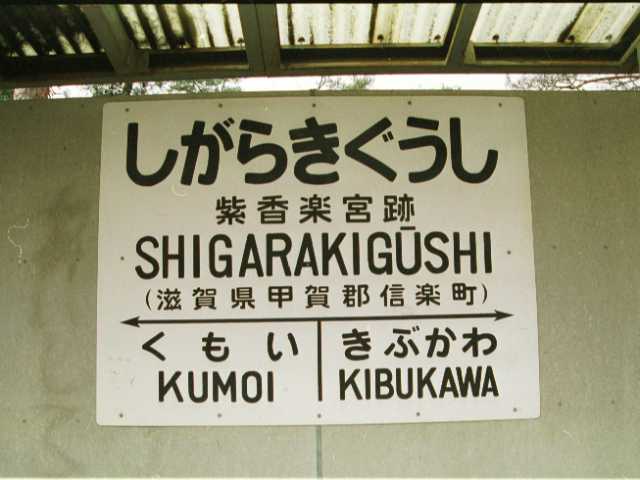 しがらきぐうし
紫香楽宮跡
SHIGARAKIGŪSHI
(滋賀県甲賀郡信楽町)
くもい きぶかわ
KUMOI KIBUKAWA